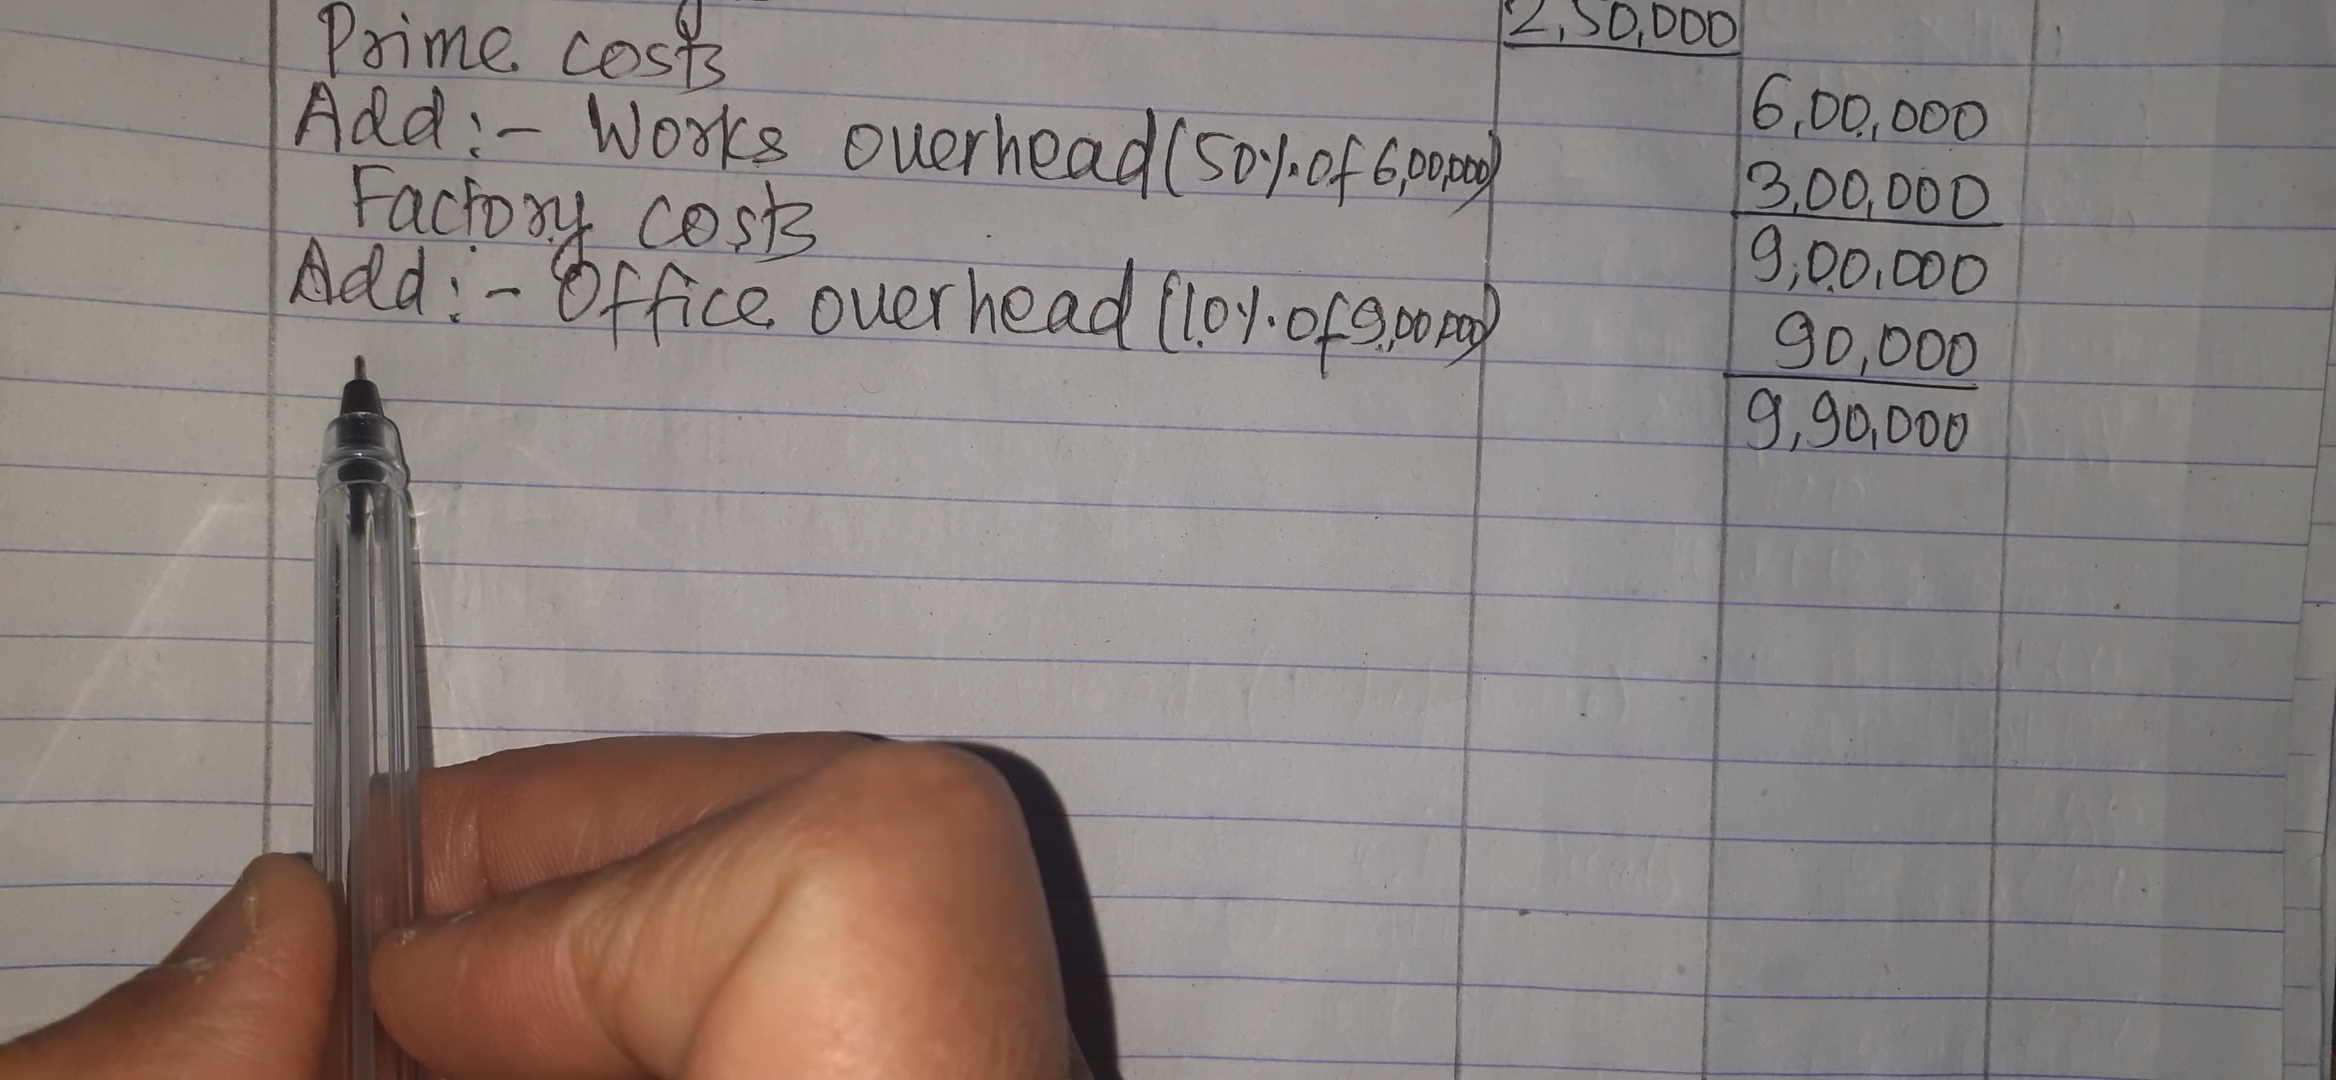 2,50,000
Prime costs 6,00,000
Add:- Works overhead (50% of 6,00,000) 3,00,000
Factory costs 9,00,000
Add:- Office overhead (10% of 9,00,000) 90,000
9,90,000